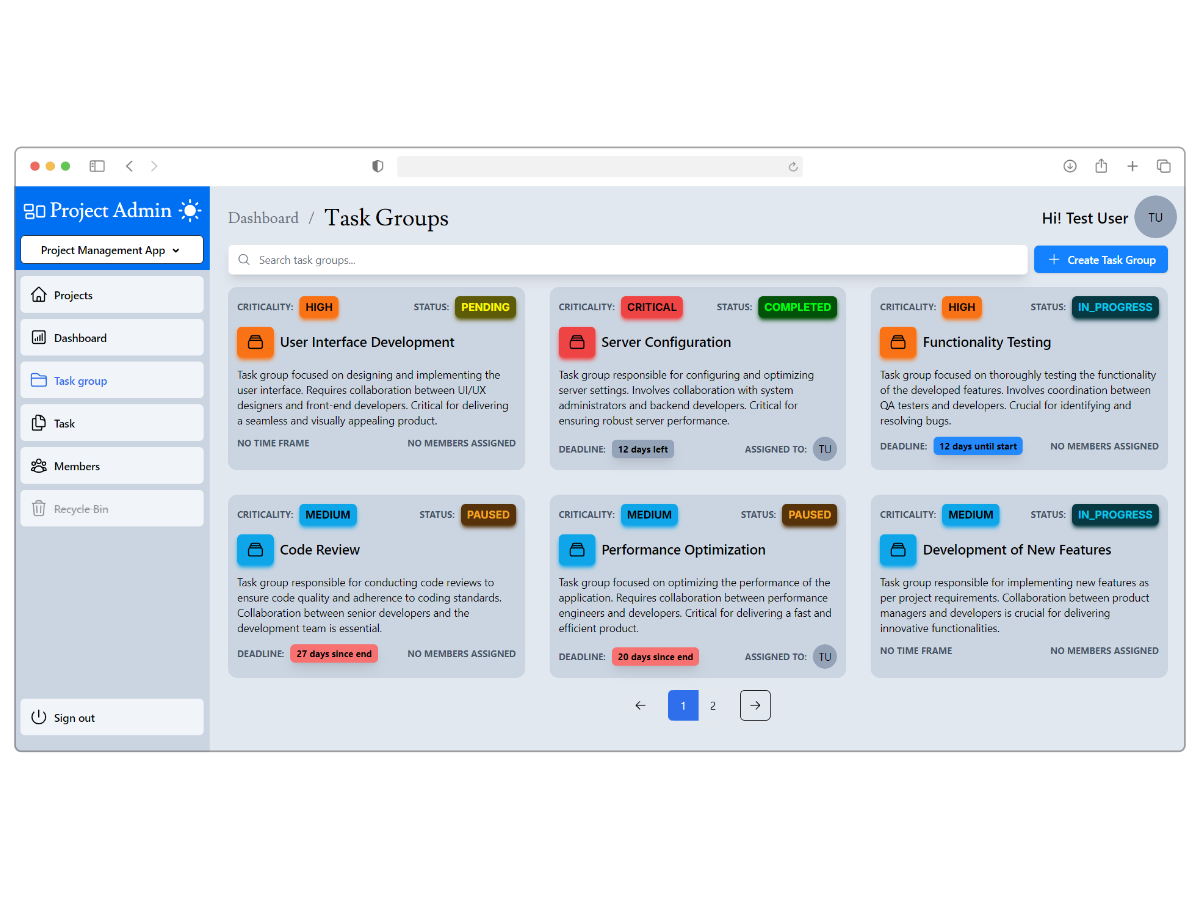 Project Admin
Project Management App
Projects
Dashboard
Task group
Task
Members
Recycle Bin
Sign out
Dashboard / Task Groups
Hi! Test User TU
Search task groups...
Create Task Group
CRITICALITY: HIGH STATUS: PENDING
User Interface Development
Task group focused on designing and implementing the
user interface. Requires collaboration between UI/UX
designers and front-end developers. Critical for delivering
a seamless and visually appealing product.
NO TIME FRAME NO MEMBERS ASSIGNED
CRITICALITY: CRITICAL STATUS: COMPLETED
Server Configuration
Task group responsible for configuring and optimizing
server settings. Involves collaboration with system
administrators and backend developers. Critical for
ensuring robust server performance.
DEADLINE: 12 days left ASSIGNED TO: TU
CRITICALITY: HIGH STATUS: IN_PROGRESS
Functionality Testing
Task group focused on thoroughly testing the functionality
of the developed features. Involves coordination between
QA testers and developers. Crucial for identifying and
resolving bugs.
DEADLINE: 12 days until start NO MEMBERS ASSIGNED
CRITICALITY: MEDIUM STATUS: PAUSED
Code Review
Task group responsible for conducting code reviews to
ensure code quality and adherence to coding standards.
Collaboration between senior developers and the
development team is essential.
DEADLINE: 27 days since end NO MEMBERS ASSIGNED
CRITICALITY: MEDIUM STATUS: PAUSED
Performance Optimization
Task group focused on optimizing the performance of the
application. Requires collaboration between performance
engineers and developers. Critical for delivering a fast and
efficient product.
DEADLINE: 20 days since end ASSIGNED TO: TU
CRITICALITY: MEDIUM STATUS: IN_PROGRESS
Development of New Features
Task group responsible for implementing new features as
per project requirements. Collaboration between product
managers and developers is crucial for delivering
innovative functionalities.
NO TIME FRAME NO MEMBERS ASSIGNED
1 2